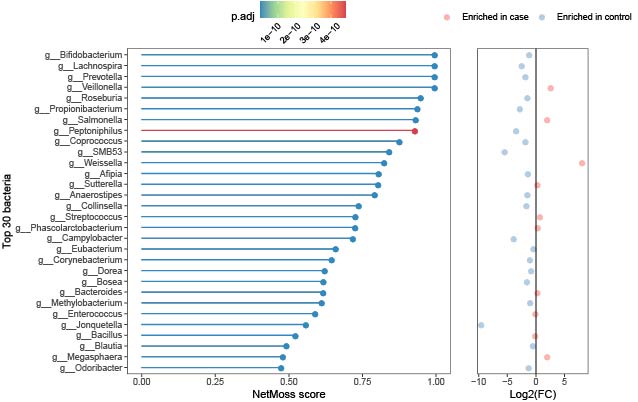 p.adj
1e−10
2e−10
3e−10
4e−10
Enriched in case
Enriched in control
Top 30 bacteria
g__Bifidobacterium
g__Lachnospira
g__Prevotella
g__Veillonella
g__Roseburia
g__Propionibacterium
g__Salmonella
g__Peptoniphilus
g__Coprococcus
g__SMB53
g__Weissella
g__Afipia
g__Sutterella
g__Anaerostipes
g__Collinsella
g__Streptococcus
g__Phascolarctobacterium
g__Campylobacter
g__Eubacterium
g__Corynebacterium
g__Dorea
g__Bosea
g__Bacteroides
g__Methylobacterium
g__Enterococcus
g__Jonquetella
g__Bacillus
g__Blautia
g__Megasphaera
g__Odoribacter
0.00 0.25 0.50 0.75 1.00
NetMoss score
−10 −5 0 5
Log2(FC)